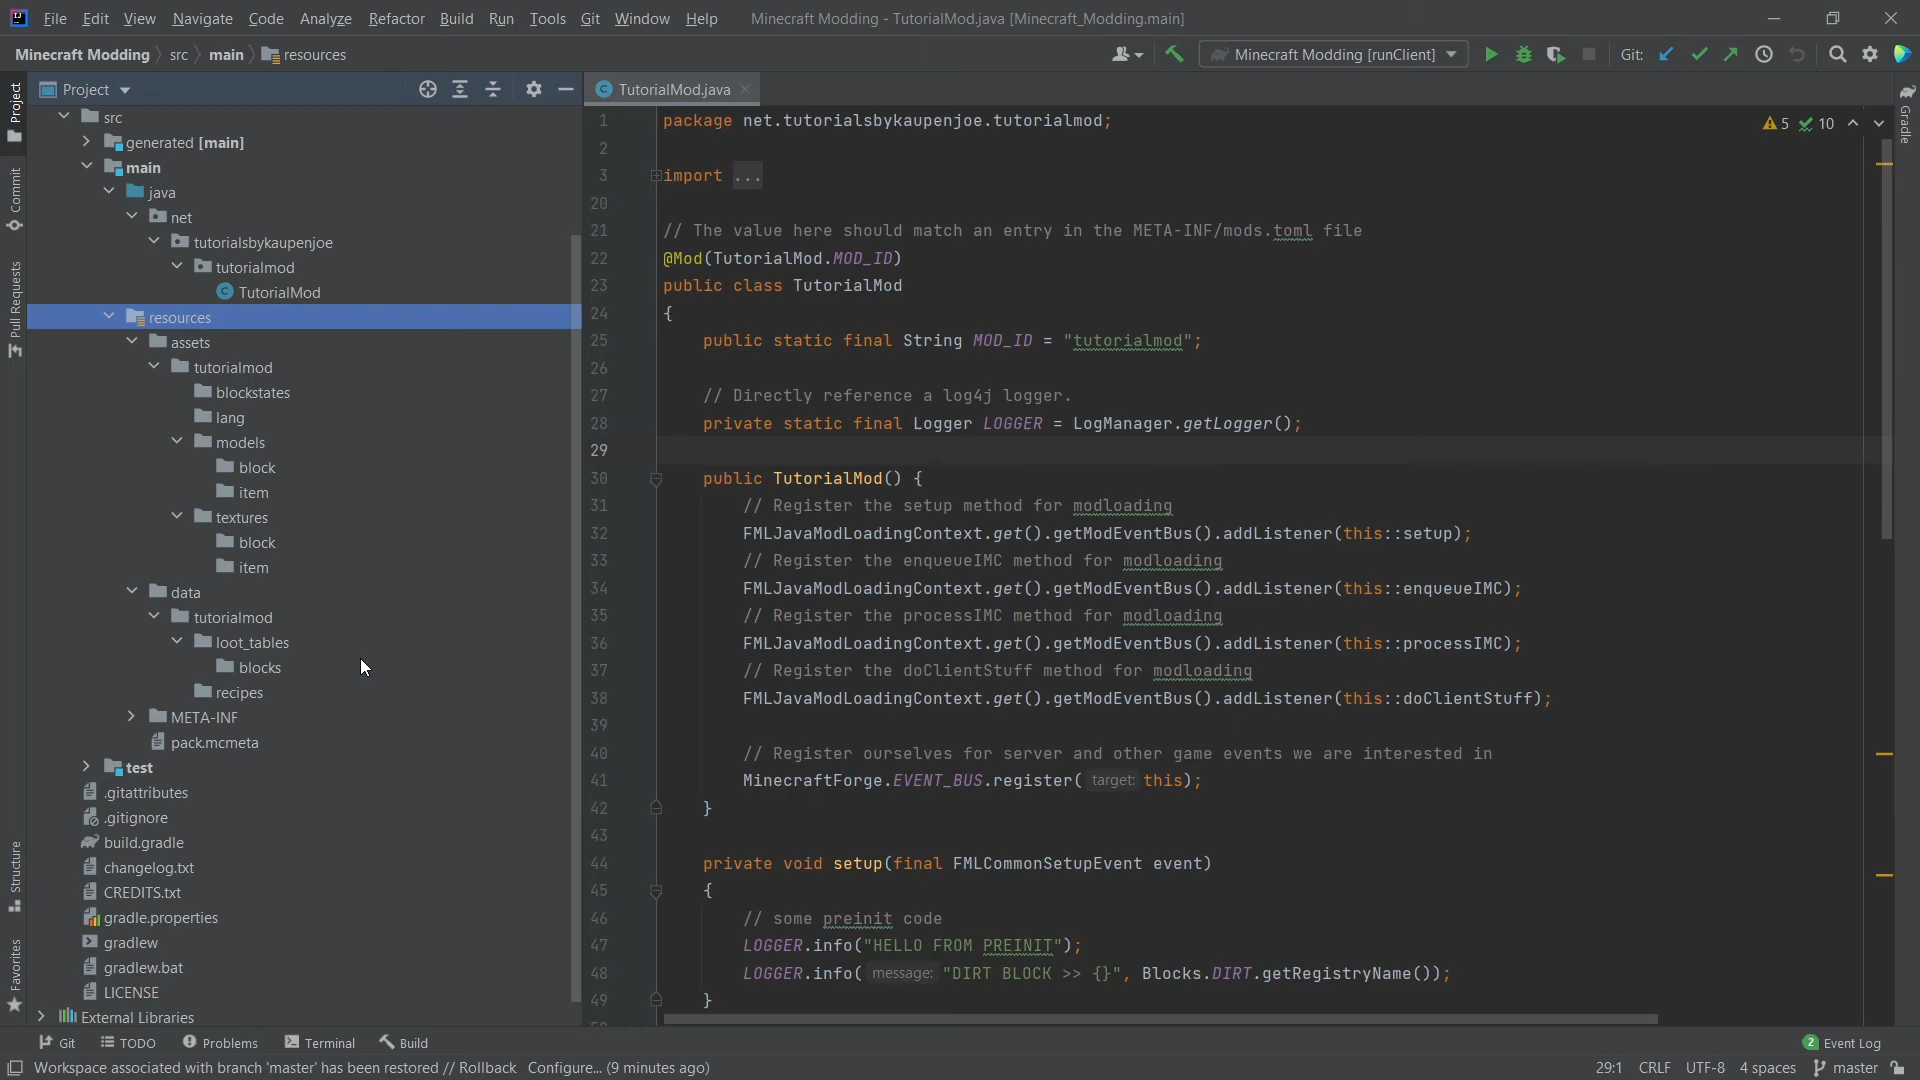 File Edit View Navigate Code Analyze Refactor Build Run Tools Git Window Help Minecraft Modding - TutorialMod.java [Minecraft_Modding.main]
Minecraft Modding src main resources Minecraft Modding [runClient] Git:
Project TutorialMod.java
src
generated [main]
main
java
net
tutorialsbykaupenjoe
tutorialmod
TutorialMod
resources
assets
tutorialmod
blockstates
lang
models
block
item
textures
block
item
data
tutorialmod
loot_tables
blocks
recipes
META-INF
pack.mcmeta
test
.gitattributes
.gitignore
build.gradle
changelog.txt
CREDITS.txt
gradle.properties
gradlew
gradlew.bat
LICENSE
External Libraries
Project
Commit
Pull Requests
Structure
Favorites
1 package net.tutorialsbykaupenjoe.tutorialmod;
2
3 import ...
20
21 // The value here should match an entry in the META-INF/mods.toml file
22 @Mod(TutorialMod.MOD_ID)
23 public class TutorialMod
24 {
25 public static final String MOD_ID = "tutorialmod";
26
27 // Directly reference a log4j logger.
28 private static final Logger LOGGER = LogManager.getLogger();
29
30 public TutorialMod() {
31 // Register the setup method for modloading
32 FMLJavaModLoadingContext.get().getModEventBus().addListener(this::setup);
33 // Register the enqueueIMC method for modloading
34 FMLJavaModLoadingContext.get().getModEventBus().addListener(this::enqueueIMC);
35 // Register the processIMC method for modloading
36 FMLJavaModLoadingContext.get().getModEventBus().addListener(this::processIMC);
37 // Register the doClientStuff method for modloading
38 FMLJavaModLoadingContext.get().getModEventBus().addListener(this::doClientStuff);
39
40 // Register ourselves for server and other game events we are interested in
41 MinecraftForge.EVENT_BUS.register( target: this);
42 }
43
44 private void setup(final FMLCommonSetupEvent event)
45 {
46 // some preinit code
47 LOGGER.info("HELLO FROM PREINIT");
48 LOGGER.info( message: "DIRT BLOCK >> {}", Blocks.DIRT.getRegistryName());
49 }
5 10
Gradle
Git TODO Problems Terminal Build 2 Event Log
Workspace associated with branch 'master' has been restored // Rollback Configure... (9 minutes ago) 29:1 CRLF UTF-8 4 spaces master